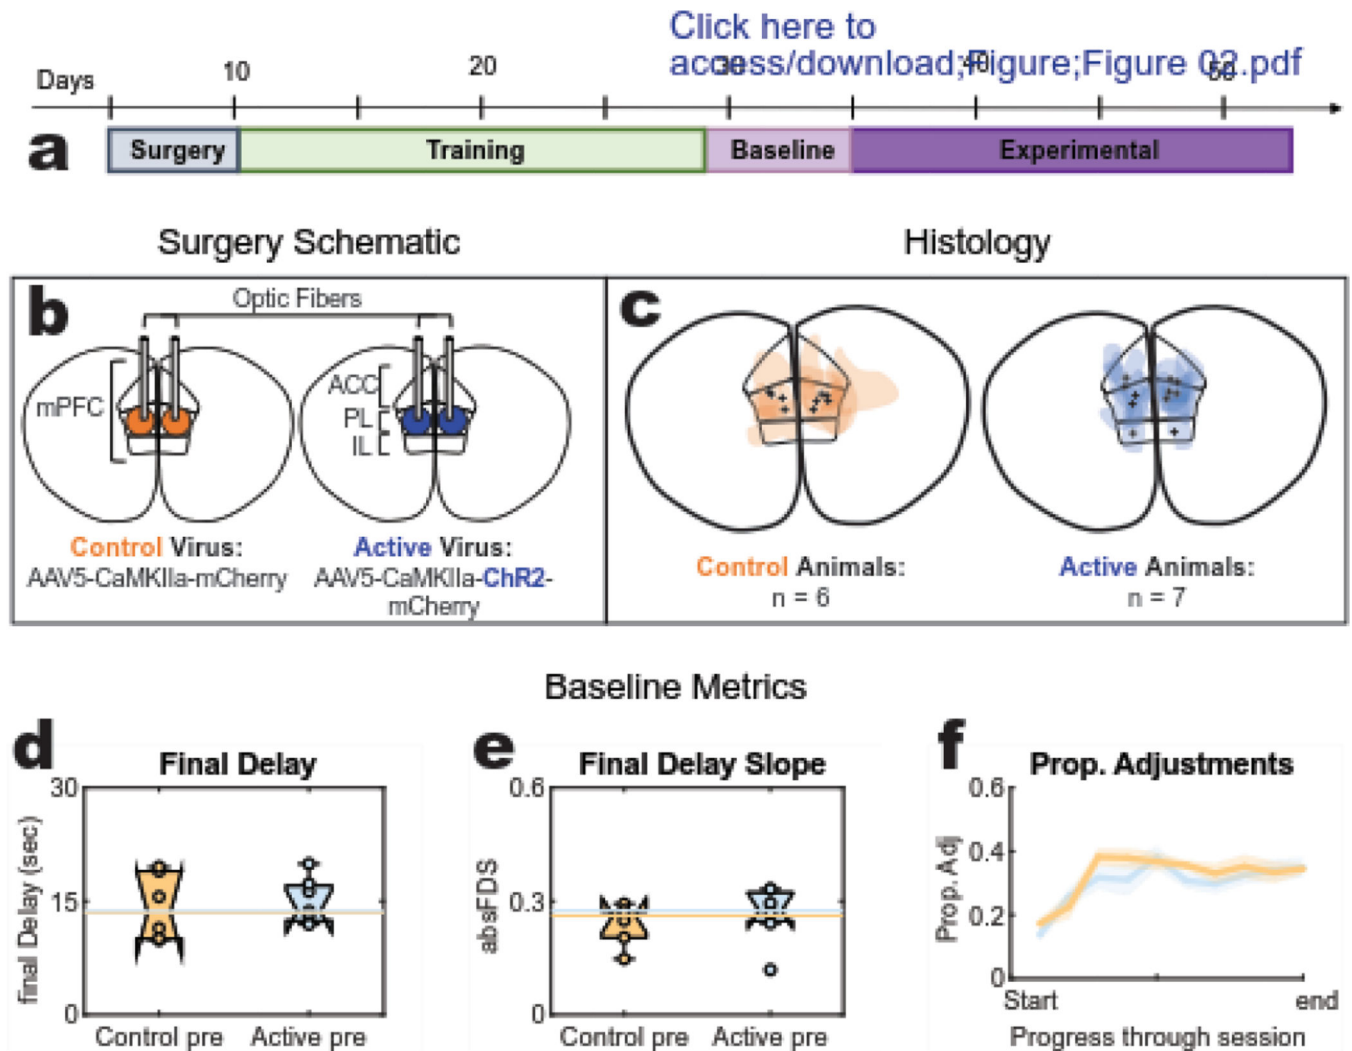 Click here to
access/download;Figure;Figure 02.pdf
Days 10 20 30 40 50
a
Surgery Training Baseline Experimental
Surgery Schematic
Histology
b
Optic Fibers
mPFC
ACC
PL
IL
Control Virus:
AAV5-CaMKIIa-mCherry
Active Virus:
AAV5-CaMKIIa-ChR2-
mCherry
c
Control Animals:
n = 6
Active Animals:
n = 7
Baseline Metrics
d
Final Delay
final Delay (sec)
30
15
0
Control pre Active pre
e
Final Delay Slope
absFDS
0.6
0.3
0
Control pre Active pre
f
Prop. Adjustments
Prop. Adj
0.6
0.4
0.2
0
Start end
Progress through session